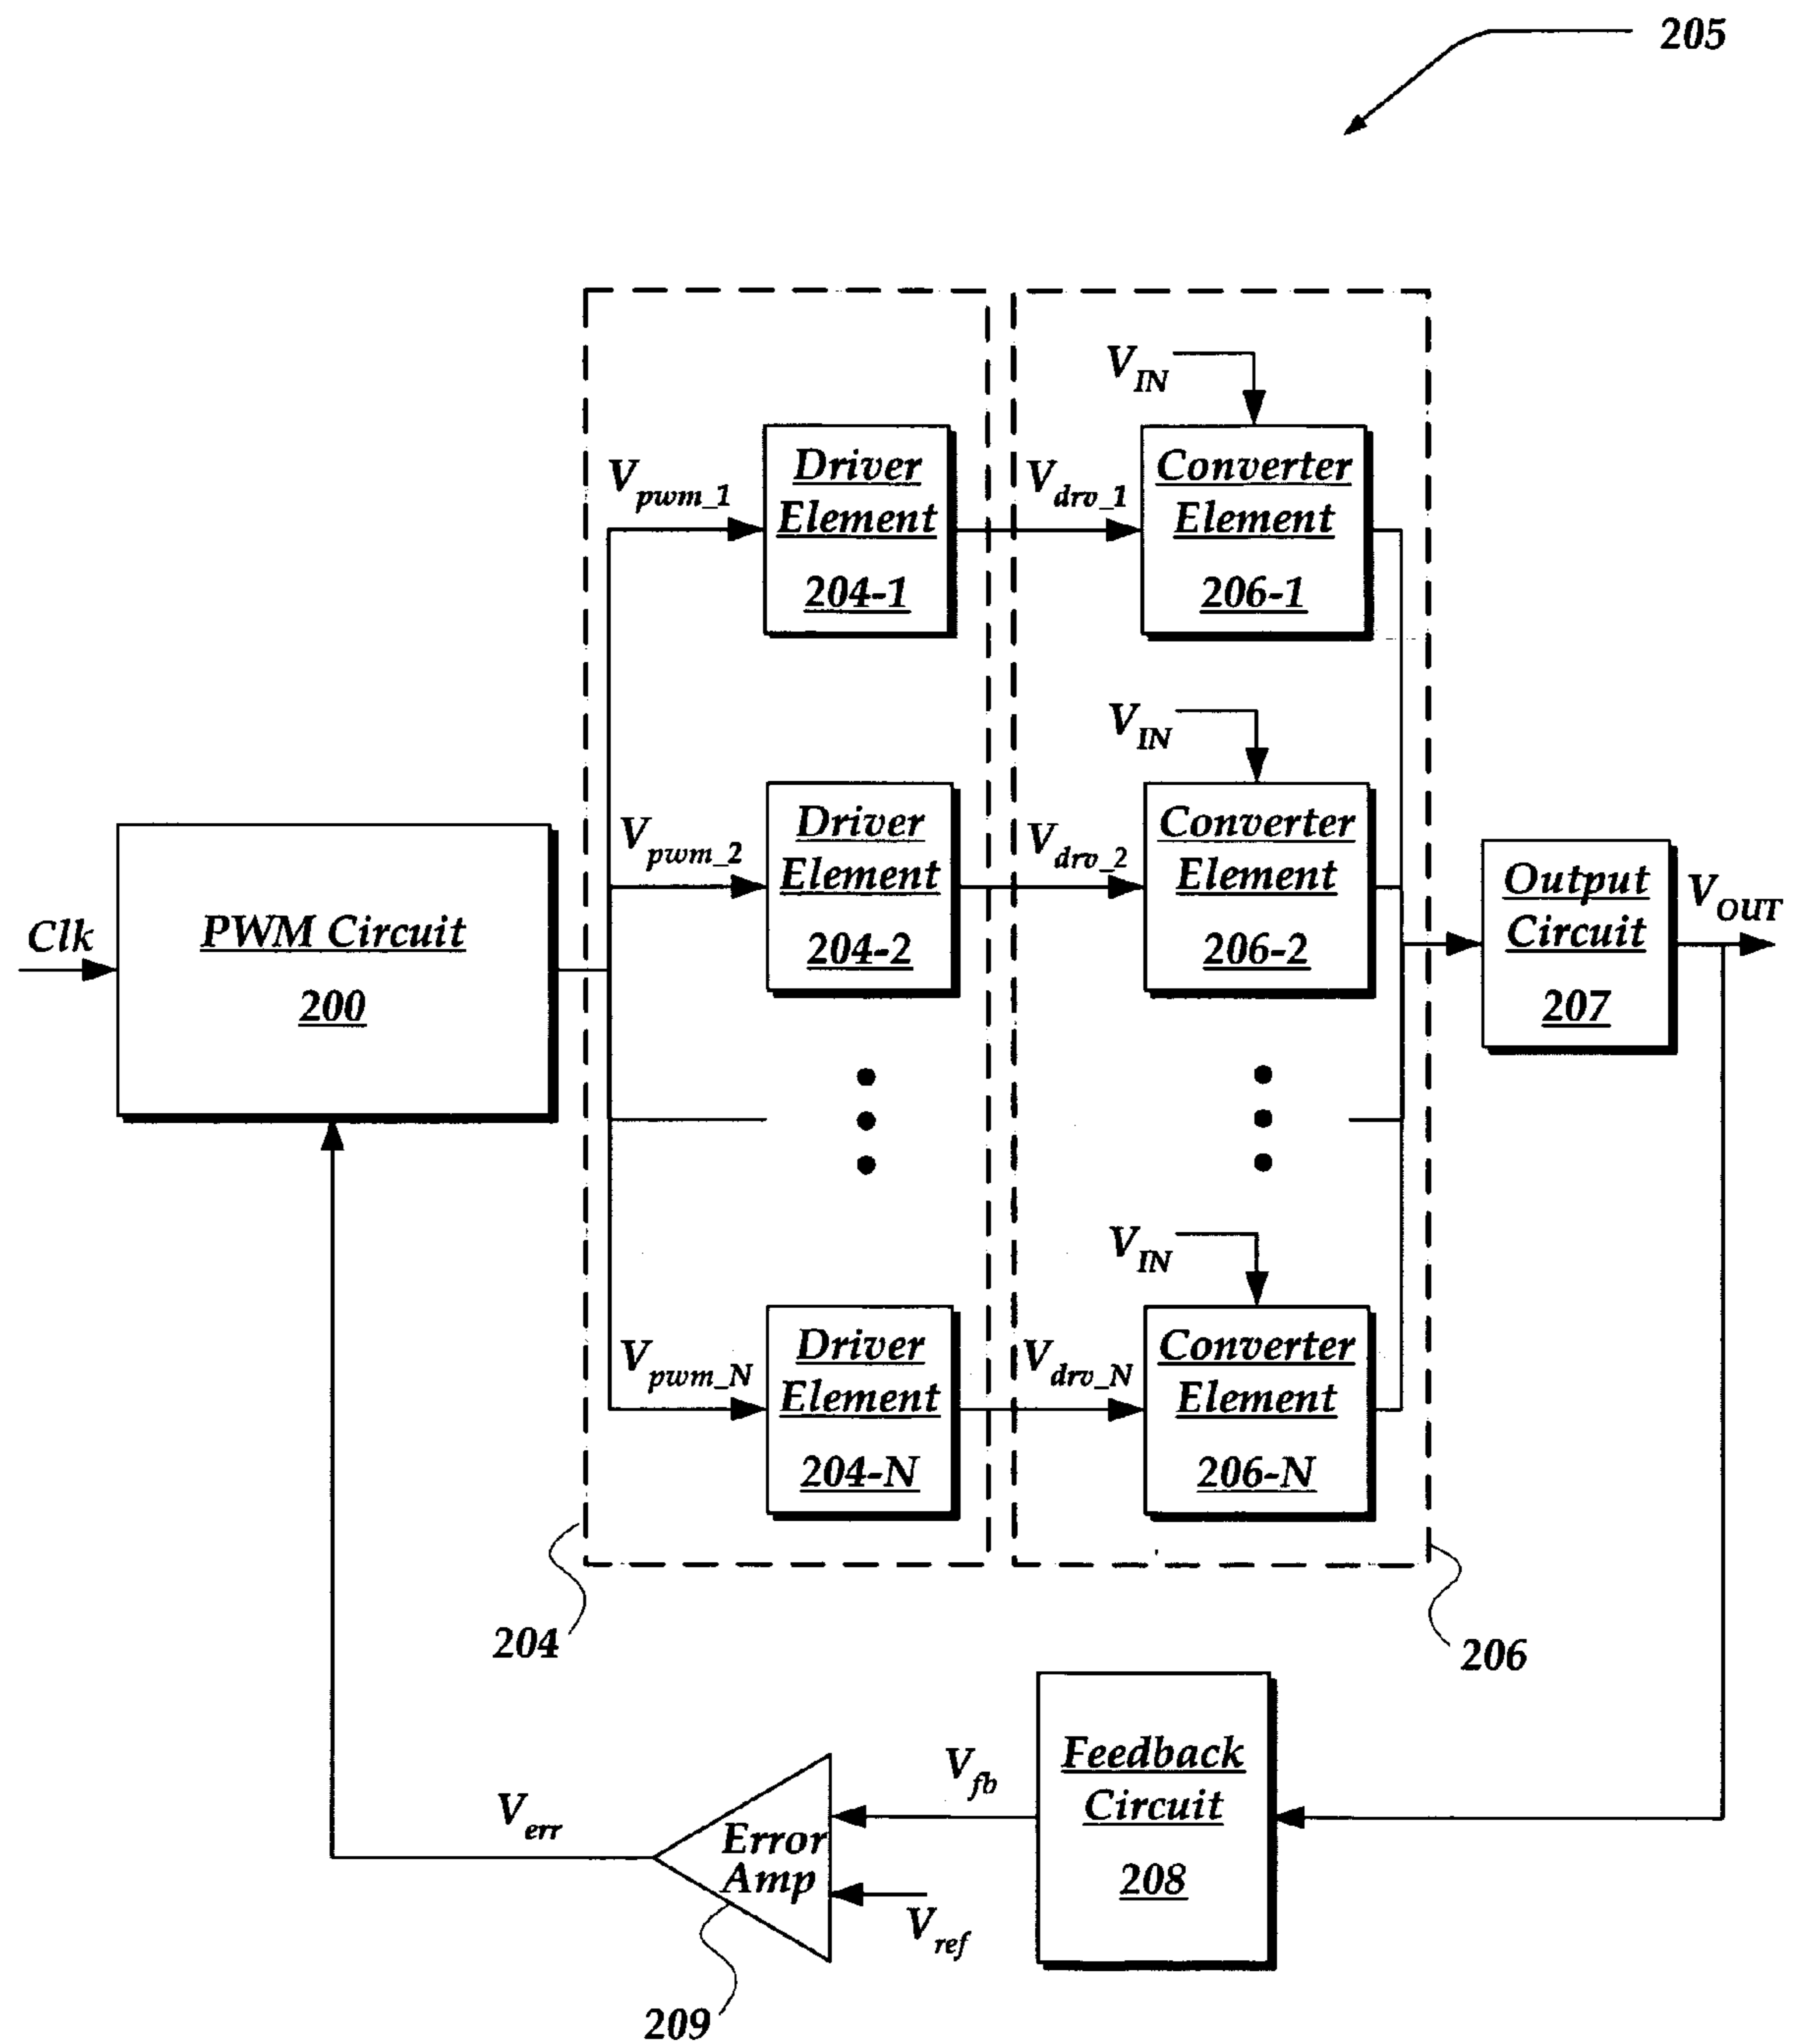 205
V_IN
V_pwm_1
Driver
Element
204-1
V_drv_1
Converter
Element
206-1
V_IN
V_pwm_2
Driver
Element
204-2
V_drv_2
Converter
Element
206-2
Clk
PWM Circuit
200
Output
Circuit
207
V_OUT
V_IN
V_pwm_N
Driver
Element
204-N
V_drv_N
Converter
Element
206-N
204
206
Feedback
Circuit
208
V_fb
V_err
Error
Amp
V_ref
209